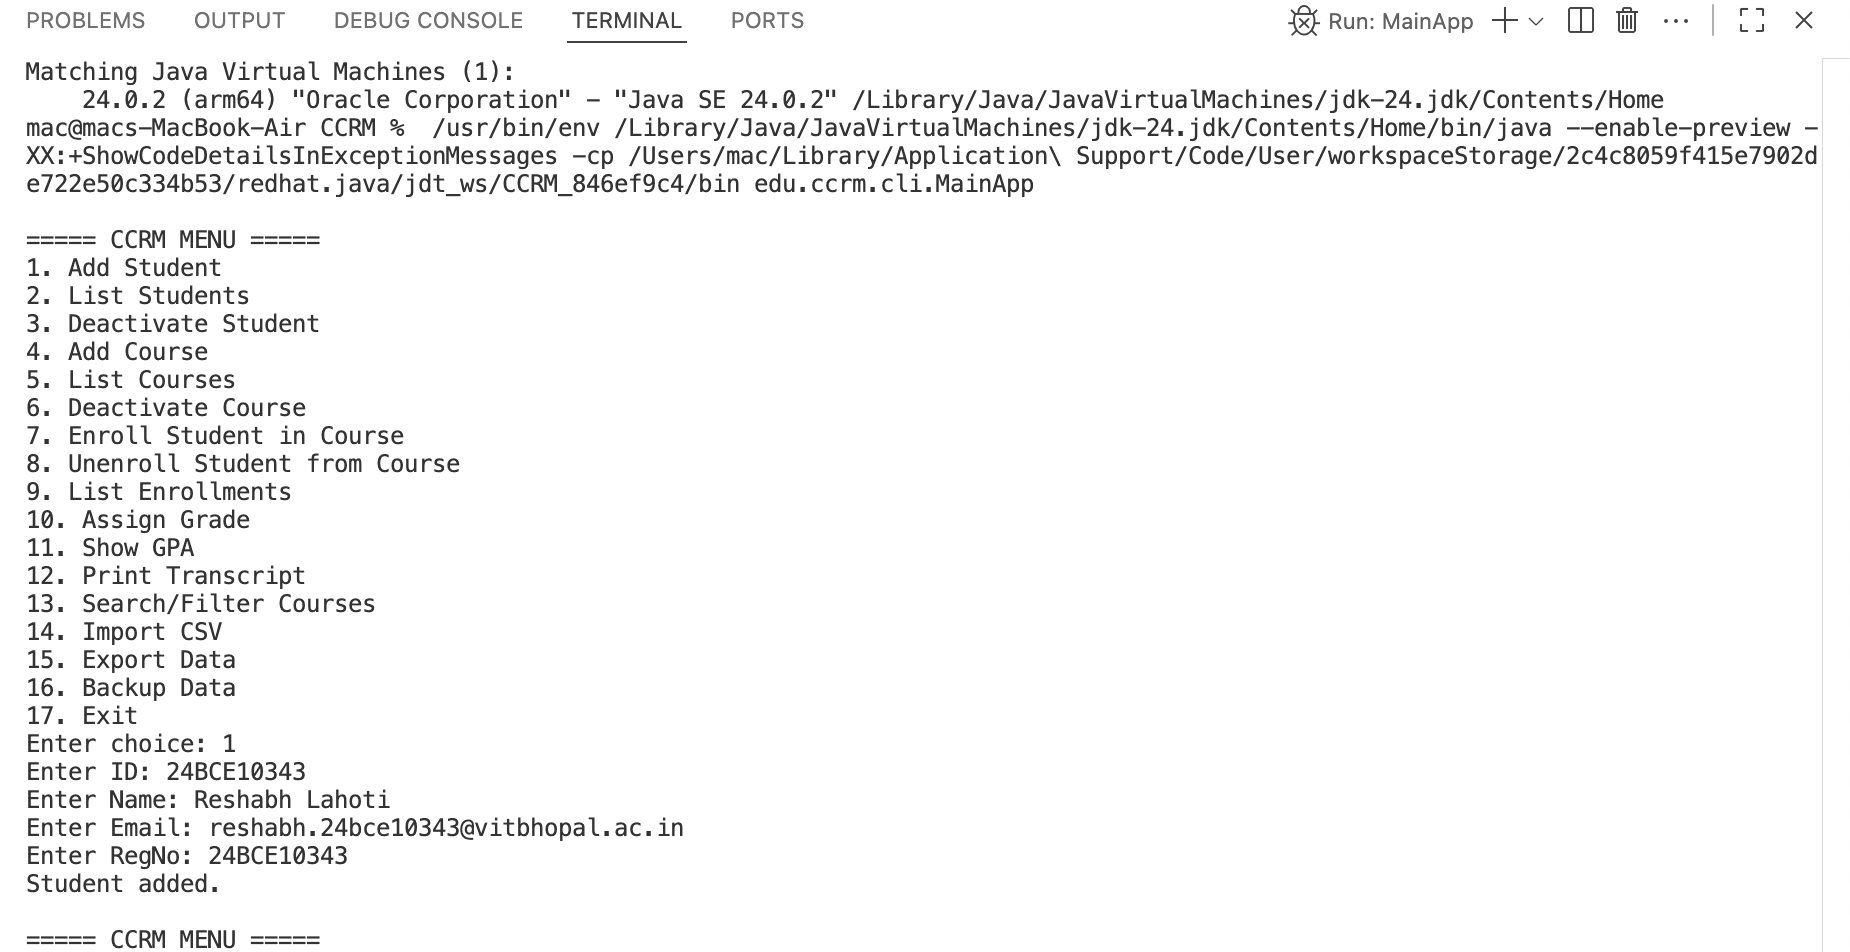 PROBLEMS OUTPUT DEBUG CONSOLE TERMINAL PORTS Run: MainApp
Matching Java Virtual Machines (1):
    24.0.2 (arm64) "Oracle Corporation" - "Java SE 24.0.2" /Library/Java/JavaVirtualMachines/jdk-24.jdk/Contents/Home
mac@macs-MacBook-Air CCRM %  /usr/bin/env /Library/Java/JavaVirtualMachines/jdk-24.jdk/Contents/Home/bin/java --enable-preview -
XX:+ShowCodeDetailsInExceptionMessages -cp /Users/mac/Library/Application\ Support/Code/User/workspaceStorage/2c4c8059f415e7902d
e722e50c334b53/redhat.java/jdt_ws/CCRM_846ef9c4/bin edu.ccrm.cli.MainApp
===== CCRM MENU =====
1. Add Student
2. List Students
3. Deactivate Student
4. Add Course
5. List Courses
6. Deactivate Course
7. Enroll Student in Course
8. Unenroll Student from Course
9. List Enrollments
10. Assign Grade
11. Show GPA
12. Print Transcript
13. Search/Filter Courses
14. Import CSV
15. Export Data
16. Backup Data
17. Exit
Enter choice: 1
Enter ID: 24BCE10343
Enter Name: Reshabh Lahoti
Enter Email: reshabh.24bce10343@vitbhopal.ac.in
Enter RegNo: 24BCE10343
Student added.
===== CCRM MENU =====